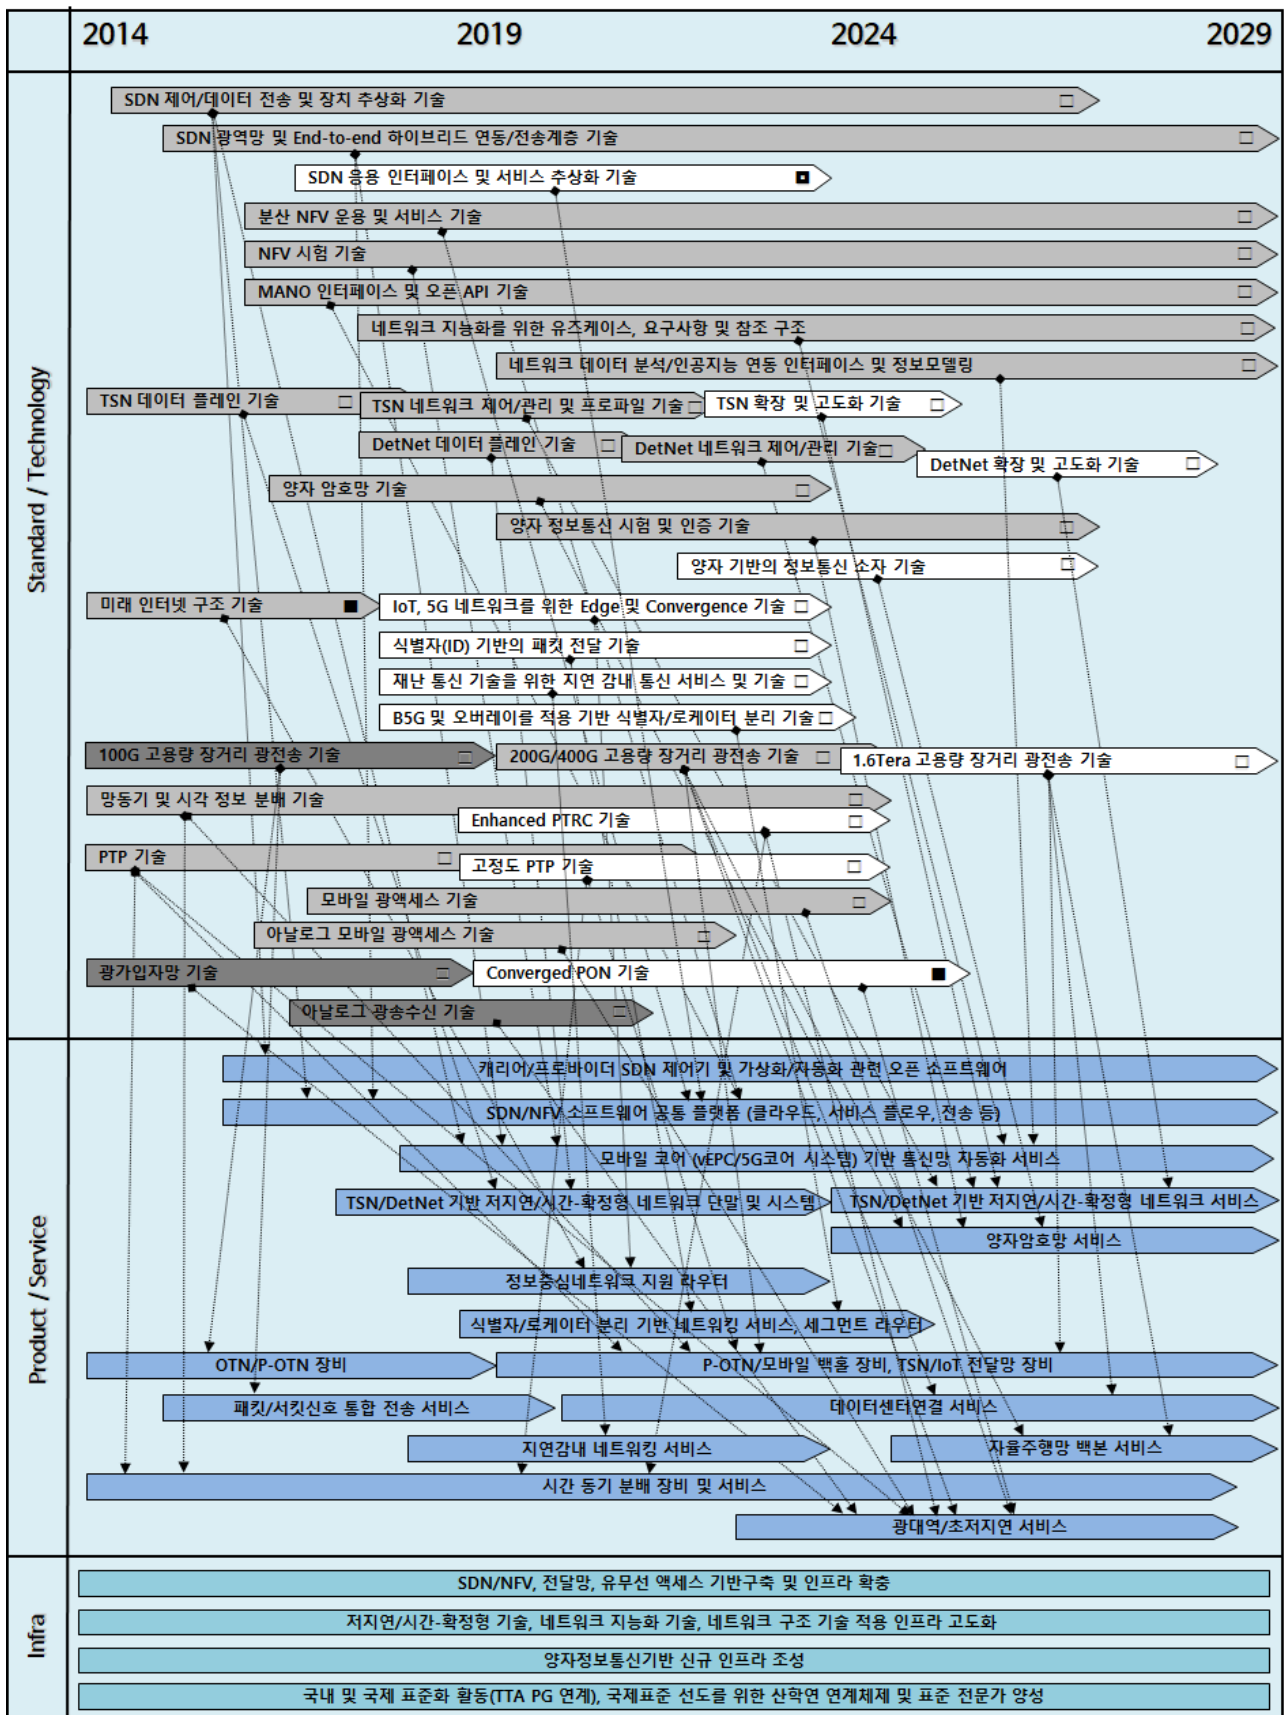 2014 2019 2024 2029
Standard / Technology
SDN 제어/데이터 전송 및 장치 추상화 기술
SDN 광역망 및 End-to-end 하이브리드 연동/전송계층 기술
SDN 응용 인터페이스 및 서비스 추상화 기술
분산 NFV 운용 및 서비스 기술
NFV 시험 기술
MANO 인터페이스 및 오픈 API 기술
네트워크 지능화를 위한 유즈케이스, 요구사항 및 참조 구조
네트워크 데이터 분석/인공지능 연동 인터페이스 및 정보모델링
TSN 데이터 플레인 기술 TSN 네트워크 제어/관리 및 프로파일 기술 TSN 확장 및 고도화 기술
DetNet 데이터 플레인 기술 DetNet 네트워크 제어/관리 기술 DetNet 확장 및 고도화 기술
양자 암호망 기술
양자 정보통신 시험 및 인증 기술
양자 기반의 정보통신 소자 기술
미래 인터넷 구조 기술 IoT, 5G 네트워크를 위한 Edge 및 Convergence 기술
식별자(ID) 기반의 패킷 전달 기술
재난 통신 기술을 위한 지연 감내 통신 서비스 및 기술
B5G 및 오버레이를 적용 기반 식별자/로케이터 분리 기술
100G 고용량 장거리 광전송 기술 200G/400G 고용량 장거리 광전송 기술 1.6Tera 고용량 장거리 광전송 기술
망동기 및 시각 정보 분배 기술
Enhanced PTRC 기술
PTP 기술 고정도 PTP 기술
모바일 광액세스 기술
아날로그 모바일 광액세스 기술
광가입자망 기술 Converged PON 기술
아날로그 광송수신 기술
Product / Service
캐리어/프로바이더 SDN 제어기 및 가상화/자동화 관련 오픈 소프트웨어
SDN/NFV 소프트웨어 공통 플랫폼 (클라우드, 서비스 플로우, 전송 등)
모바일 코어 (vEPC/5G코어 시스템) 기반 통신망 자동화 서비스
TSN/DetNet 기반 저지연/시간-확정형 네트워크 단말 및 시스템 TSN/DetNet 기반 저지연/시간-확정형 네트워크 서비스
양자암호망 서비스
정보중심네트워크 지원 라우터
식별자/로케이터 분리 기반 네트워킹 서비스, 세그먼트 라우터
OTN/P-OTN 장비 P-OTN/모바일 백홀 장비, TSN/IoT 전달망 장비
패킷/서킷신호 통합 전송 서비스 데이터센터연결 서비스
지연감내 네트워킹 서비스 자율주행망 백본 서비스
시간 동기 분배 장비 및 서비스
광대역/초저지연 서비스
Infra
SDN/NFV, 전달망, 유무선 액세스 기반구축 및 인프라 확충
저지연/시간-확정형 기술, 네트워크 지능화 기술, 네트워크 구조 기술 적용 인프라 고도화
양자정보통신기반 신규 인프라 조성
국내 및 국제 표준화 활동(TTA PG 연계), 국제표준 선도를 위한 산학연 연계체제 및 표준 전문가 양성